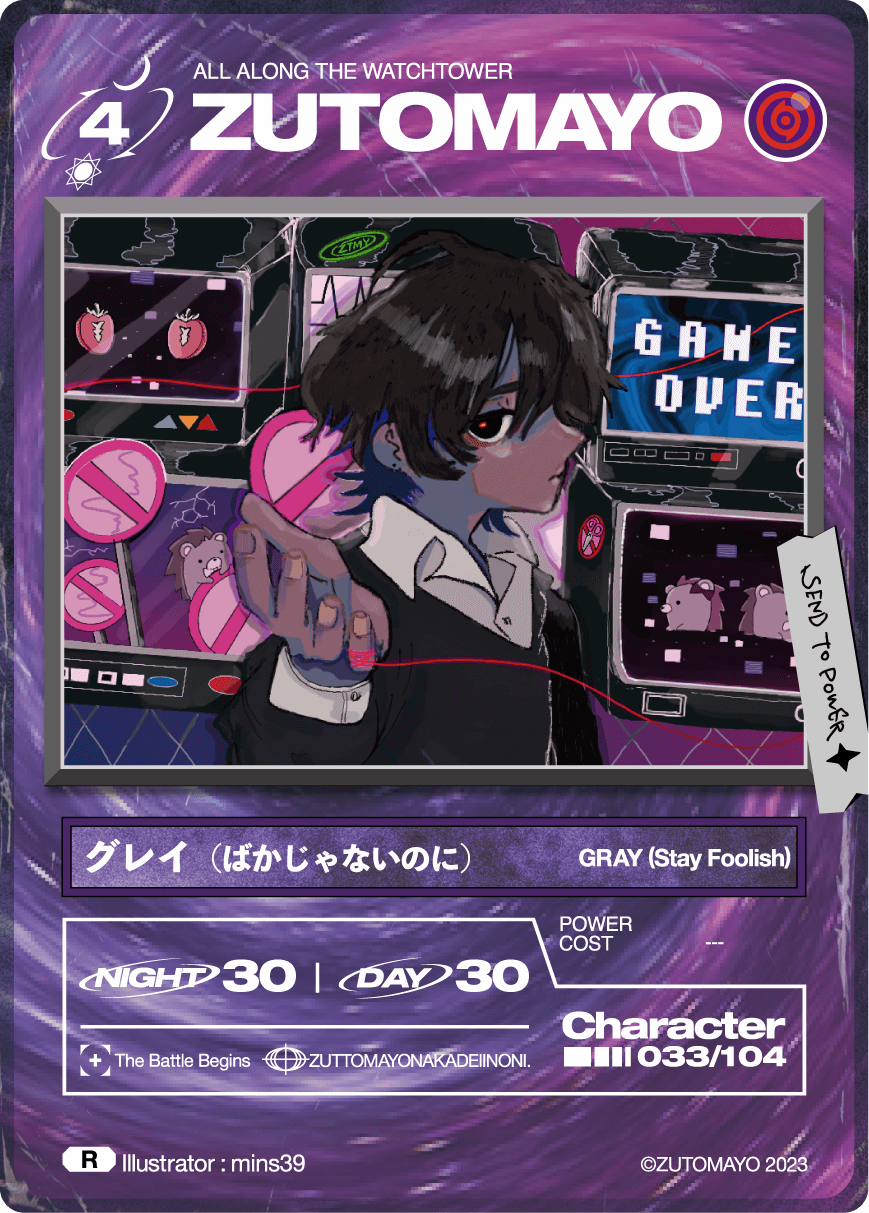 ALL ALONG THE WATCHTOWER
4
ZUTOMAYO
ZTMY
GAME
OVER
SEND TO POWER
グレイ（ばかじゃないのに）
GRAY (Stay Foolish)
NIGHT 30 | DAY 30
POWER
COST
---
The Battle Begins
ZUTTOMAYONAKADEIINONI.
Character
033/104
R
Illustrator : mins39
©ZUTOMAYO 2023